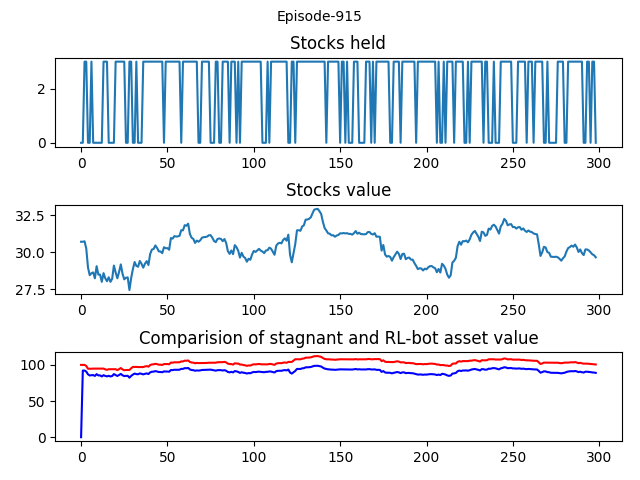 Episode-915
Stocks held
2
0
0 50 100 150 200 250 300
Stocks value
32.5
30.0
27.5
0 50 100 150 200 250 300
Comparision of stagnant and RL-bot asset value
100
50
0
0 50 100 150 200 250 300